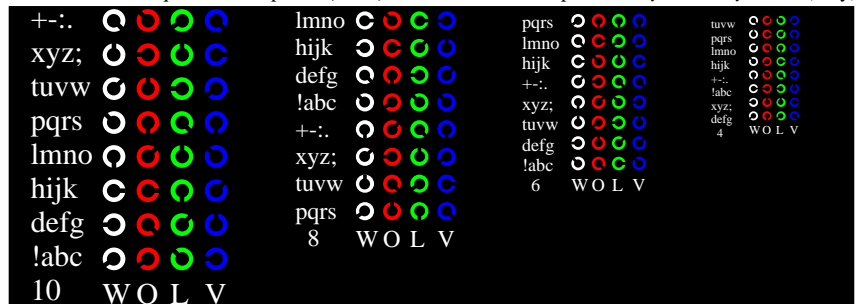 +-:.
xyz;
tuvw
pqrs
lmno
hijk
defg
!abc
10 W O L V
lmno
hijk
defg
!abc
+-:.
xyz;
tuvw
pqrs
8 W O L V
pqrs
lmno
hijk
+-:.
xyz;
tuvw
defg
!abc
6 W O L V
tuvw
pqrs
lmno
hijk
+-:.
!abc
xyz;
defg
4 W O L V